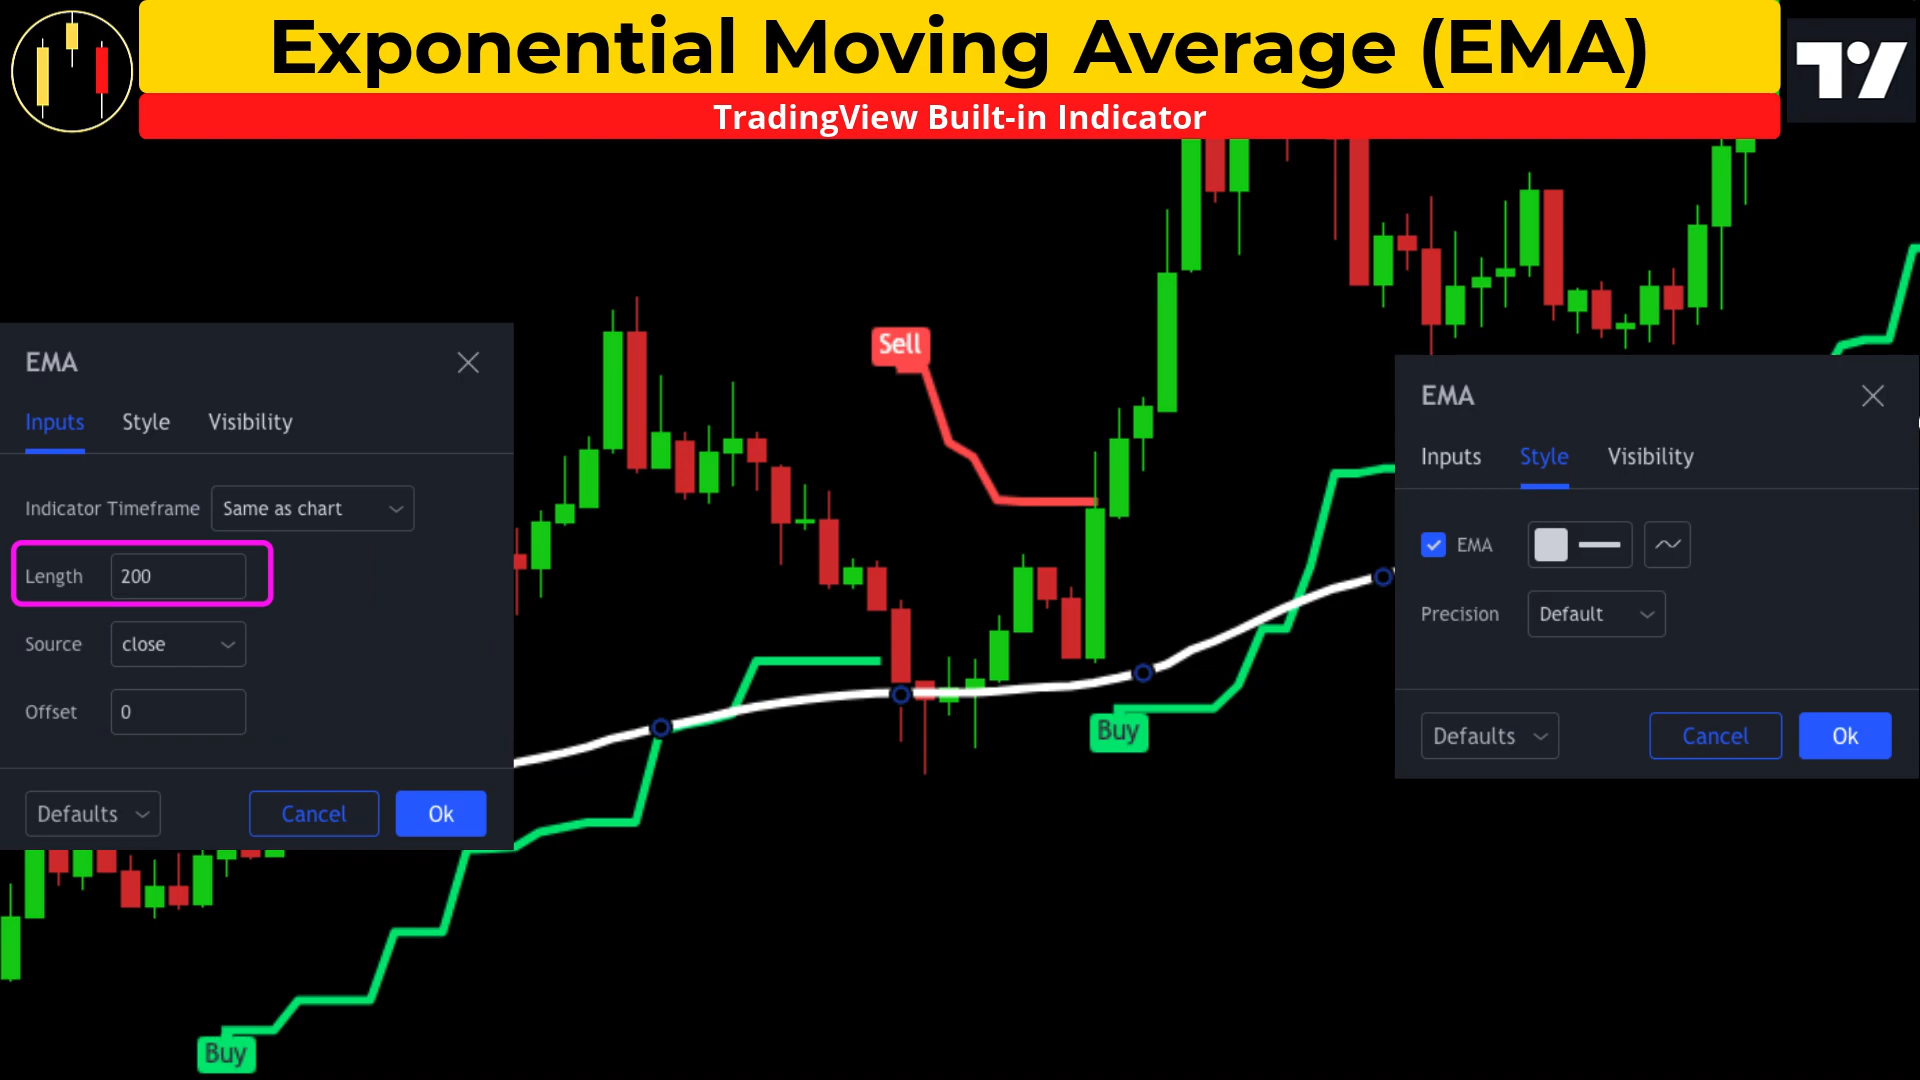 Exponential Moving Average (EMA)
TradingView Built-in Indicator
EMA
Inputs Style Visibility
Indicator Timeframe Same as chart
Length 200
Source close
Offset 0
Defaults Cancel Ok
Sell
Buy
Buy
EMA
Inputs Style Visibility
EMA
Precision Default
Defaults Cancel Ok